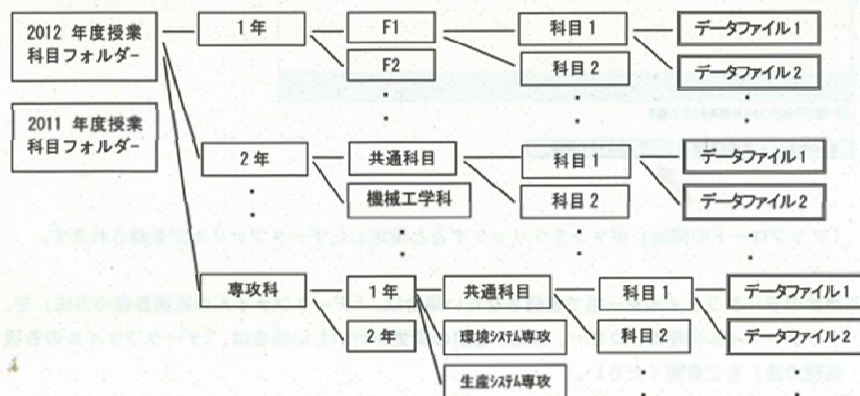 2012 年度授業
科目フォルダー
1 年
F1
科目 1
データファイル 1
F2
科目 2
データファイル 2
2011 年度授業
科目フォルダー
2 年
共通科目
科目 1
データファイル 1
機械工学科
科目 2
データファイル 2
専攻科
1 年
共通科目
科目 1
データファイル 1
2 年
環境システム専攻
科目 2
データファイル 2
生産システム専攻